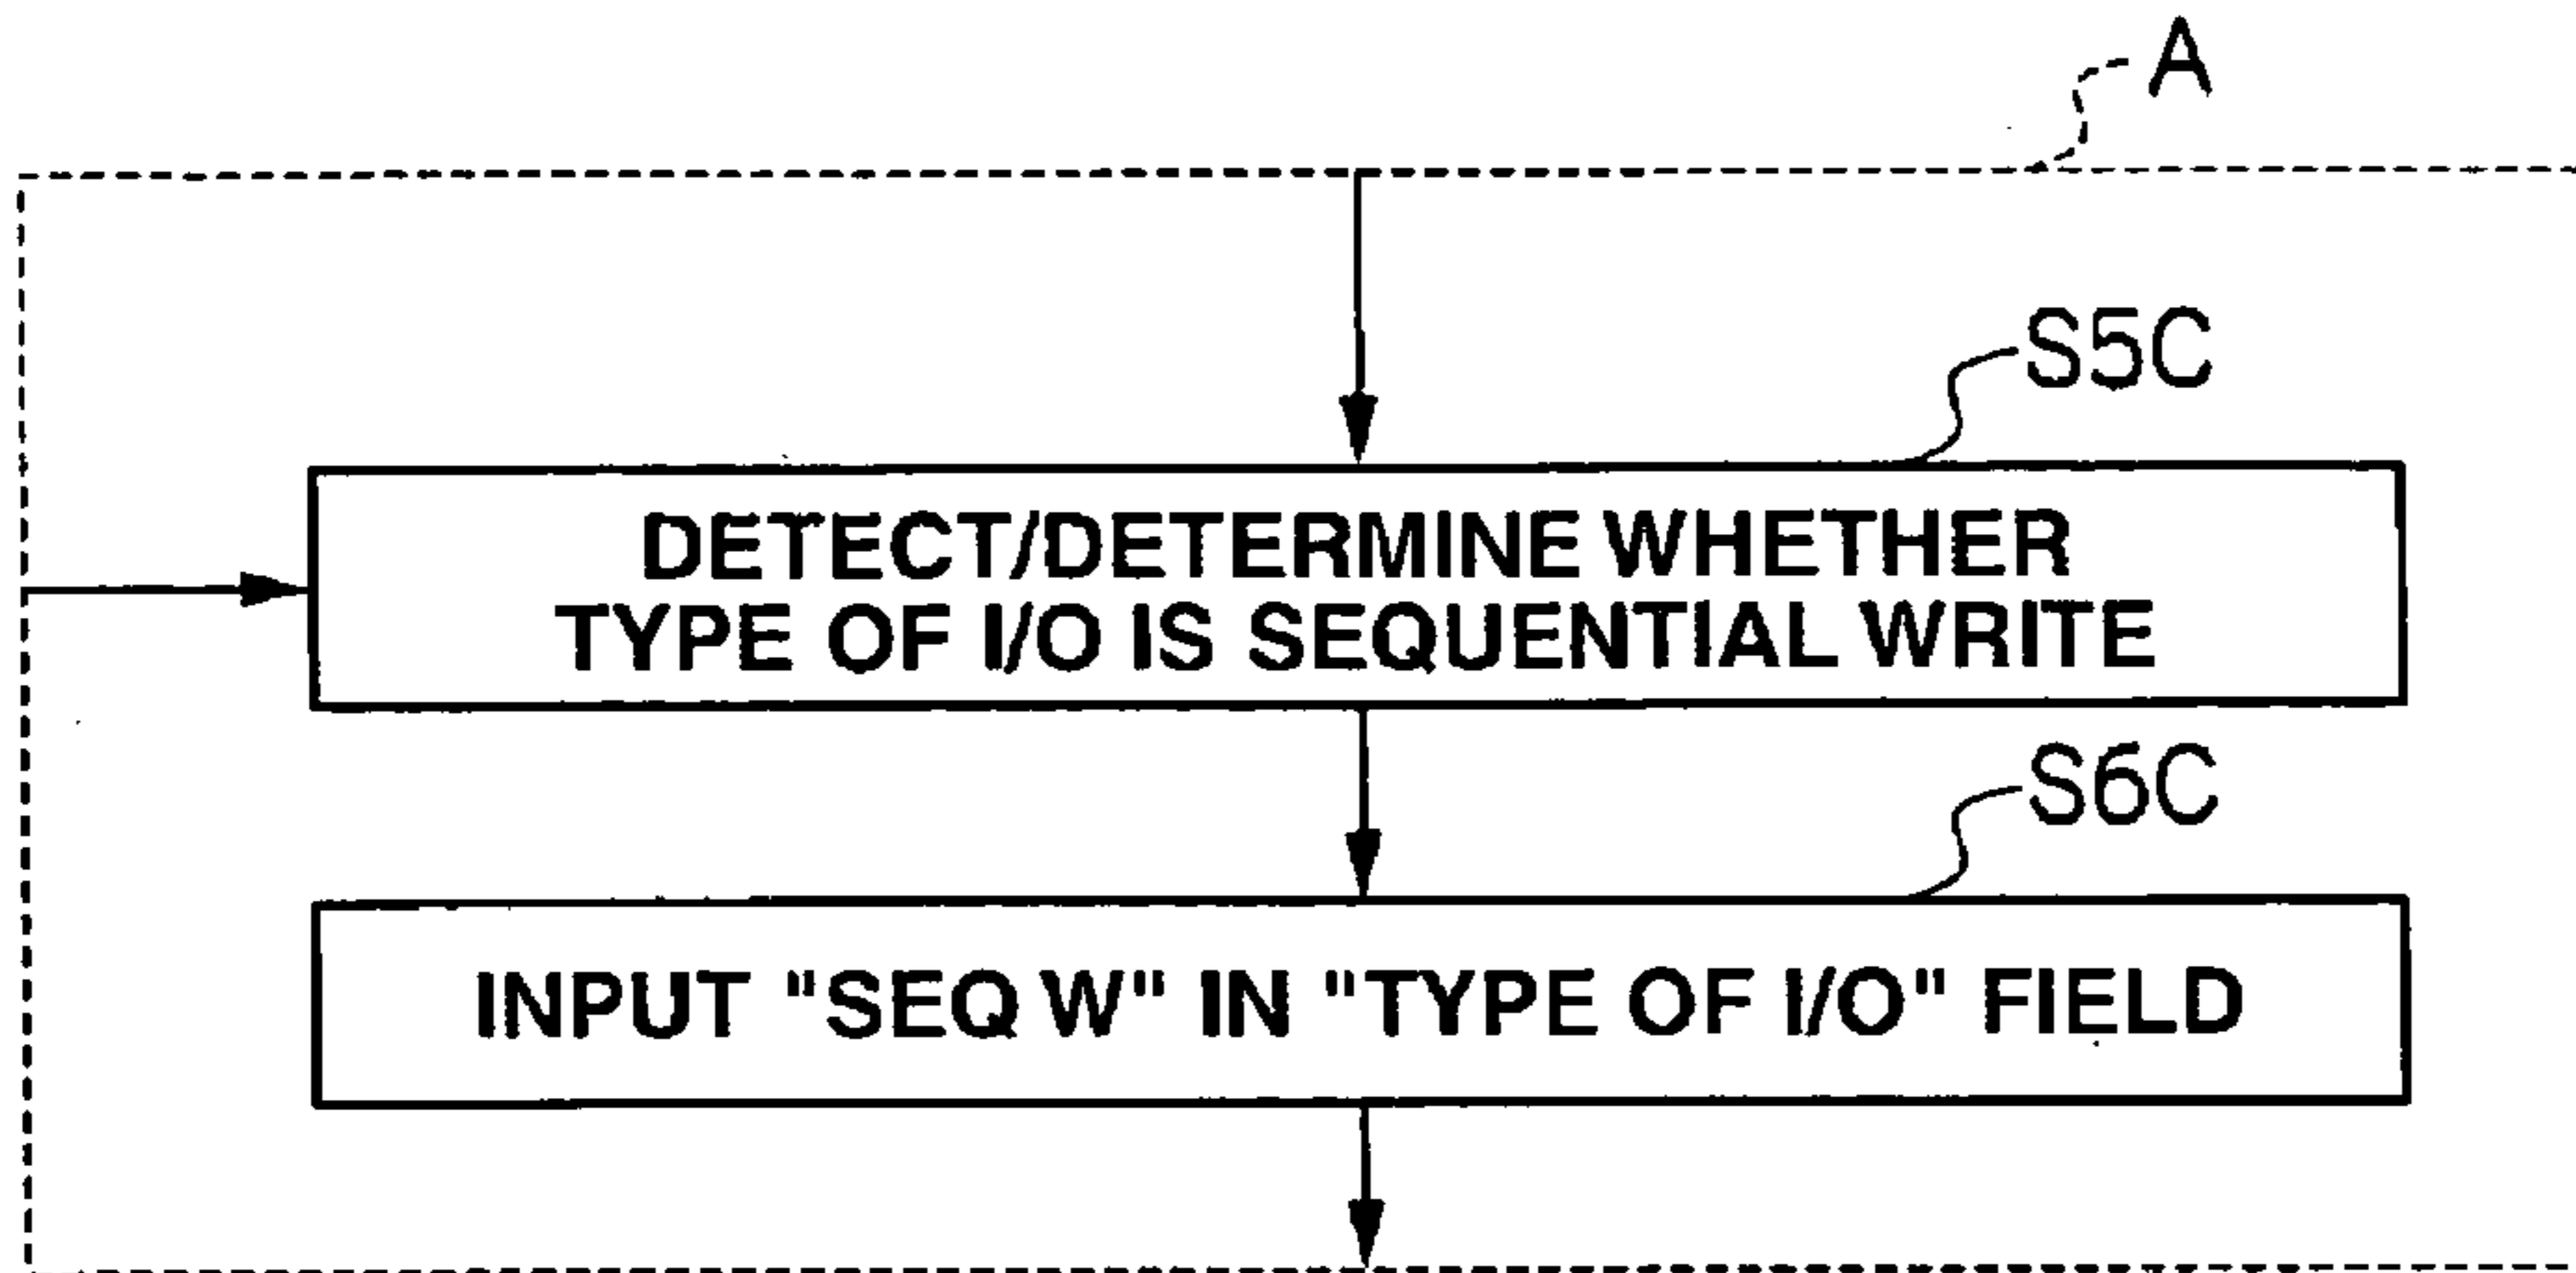 A
S5C
DETECT/DETERMINE WHETHER
TYPE OF I/O IS SEQUENTIAL WRITE
S6C
INPUT "SEQ W" IN "TYPE OF I/O" FIELD